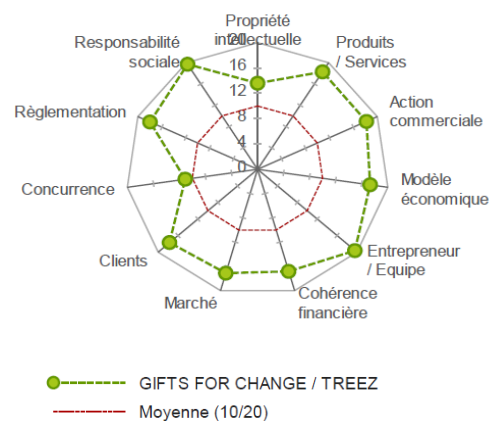 Propriété
intellectuelle
Produits
/ Services
Action
commerciale
Modèle
économique
Entrepreneur
/ Equipe
Cohérence
financière
Marché
Clients
Concurrence
Règlementation
Responsabilité
sociale
20
16
12
8
4
0
GIFTS FOR CHANGE / TREEZ
Moyenne (10/20)